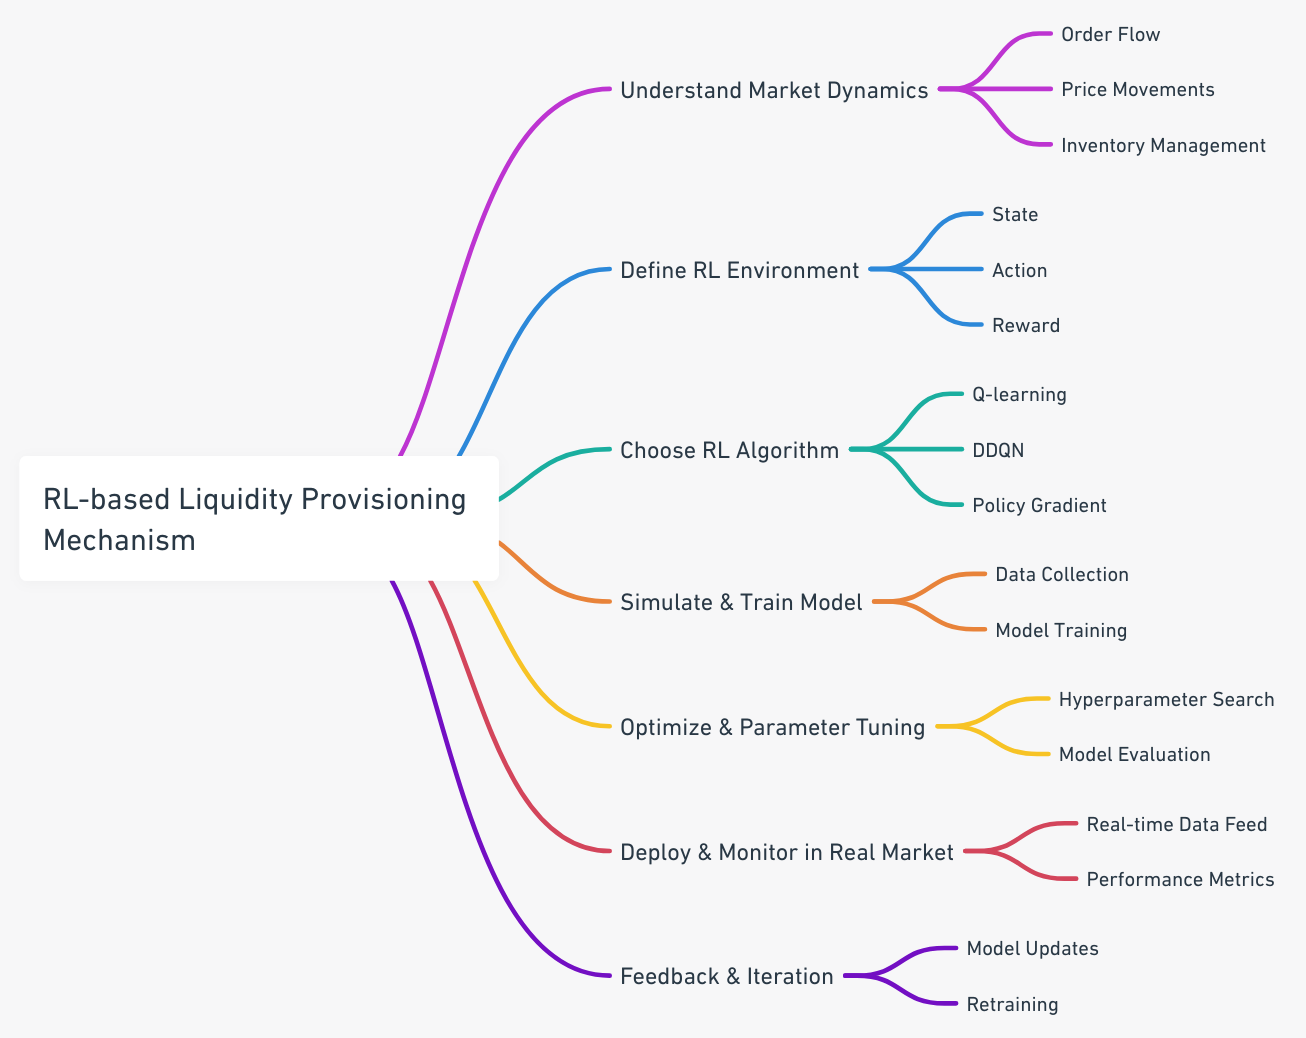 RL-based Liquidity Provisioning
Mechanism
Understand Market Dynamics
Order Flow
Price Movements
Inventory Management
Define RL Environment
State
Action
Reward
Choose RL Algorithm
Q-learning
DDQN
Policy Gradient
Simulate & Train Model
Data Collection
Model Training
Optimize & Parameter Tuning
Hyperparameter Search
Model Evaluation
Deploy & Monitor in Real Market
Real-time Data Feed
Performance Metrics
Feedback & Iteration
Model Updates
Retraining